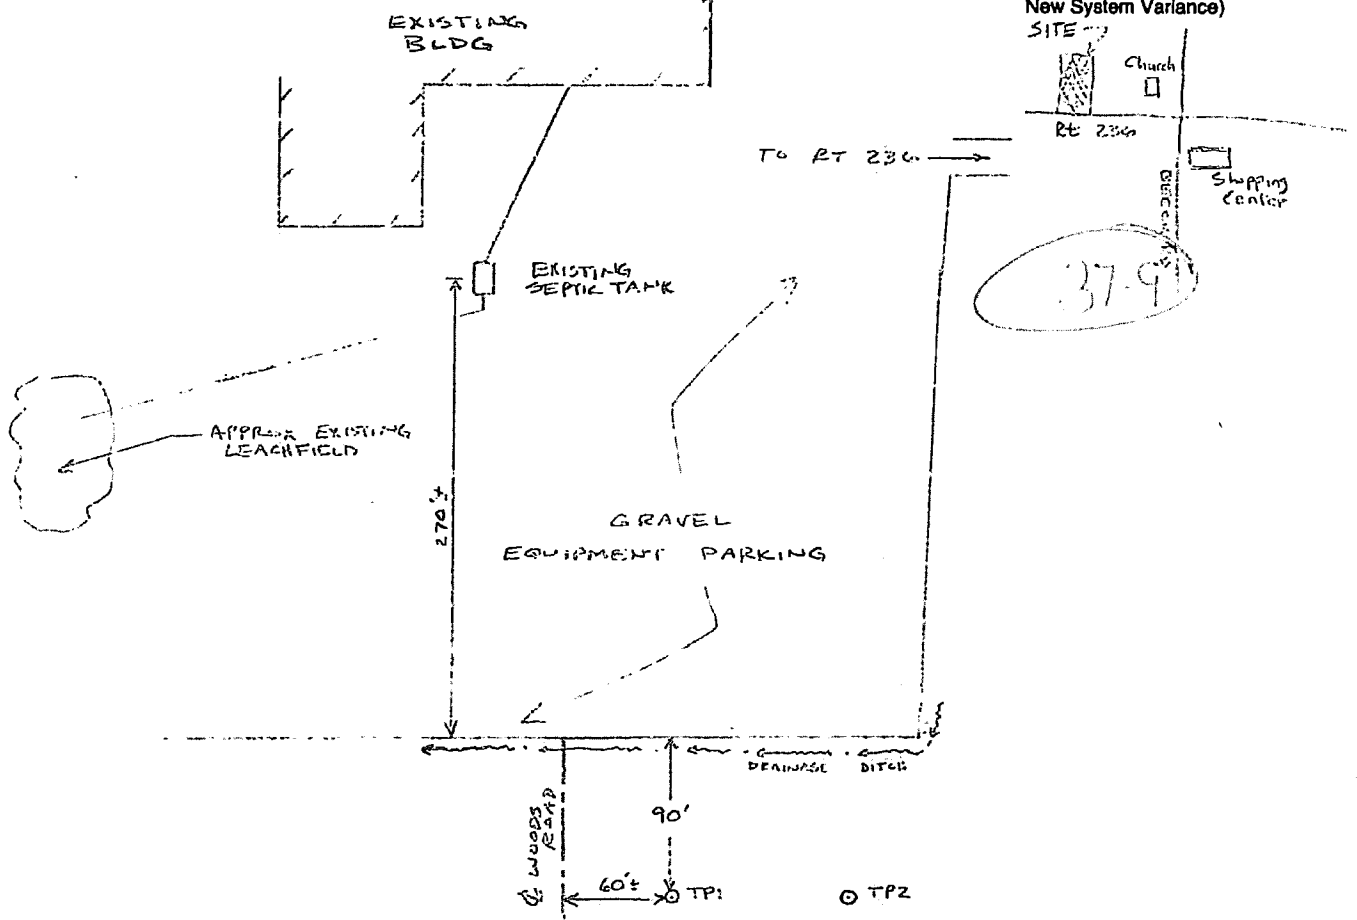 New System Variance)
EXISTING
BLDG
SITE
Church
Rt 236
Shopping
Center
TO RT 236
EXISTING
SEPTIC TANK
37-9
APPROX EXISTING
LEACHFIELD
270'±
GRAVEL
EQUIPMENT PARKING
DRAINAGE DITCH
℄ WOODS
ROAD
90'
60'±
TP1
TP2